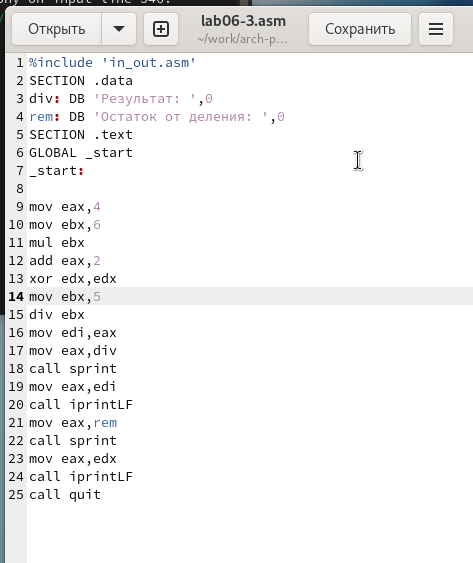 Открыть
lab06-3.asm
~/work/arch-p...
Сохранить
1 %include 'in_out.asm'
2 SECTION .data
3 div: DB 'Результат: ',0
4 rem: DB 'Остаток от деления: ',0
5 SECTION .text
6 GLOBAL _start
7 _start:
8
9 mov eax,4
10 mov ebx,6
11 mul ebx
12 add eax,2
13 xor edx,edx
14 mov ebx,5
15 div ebx
16 mov edi,eax
17 mov eax,div
18 call sprint
19 mov eax,edi
20 call iprintLF
21 mov eax,rem
22 call sprint
23 mov eax,edx
24 call iprintLF
25 call quit